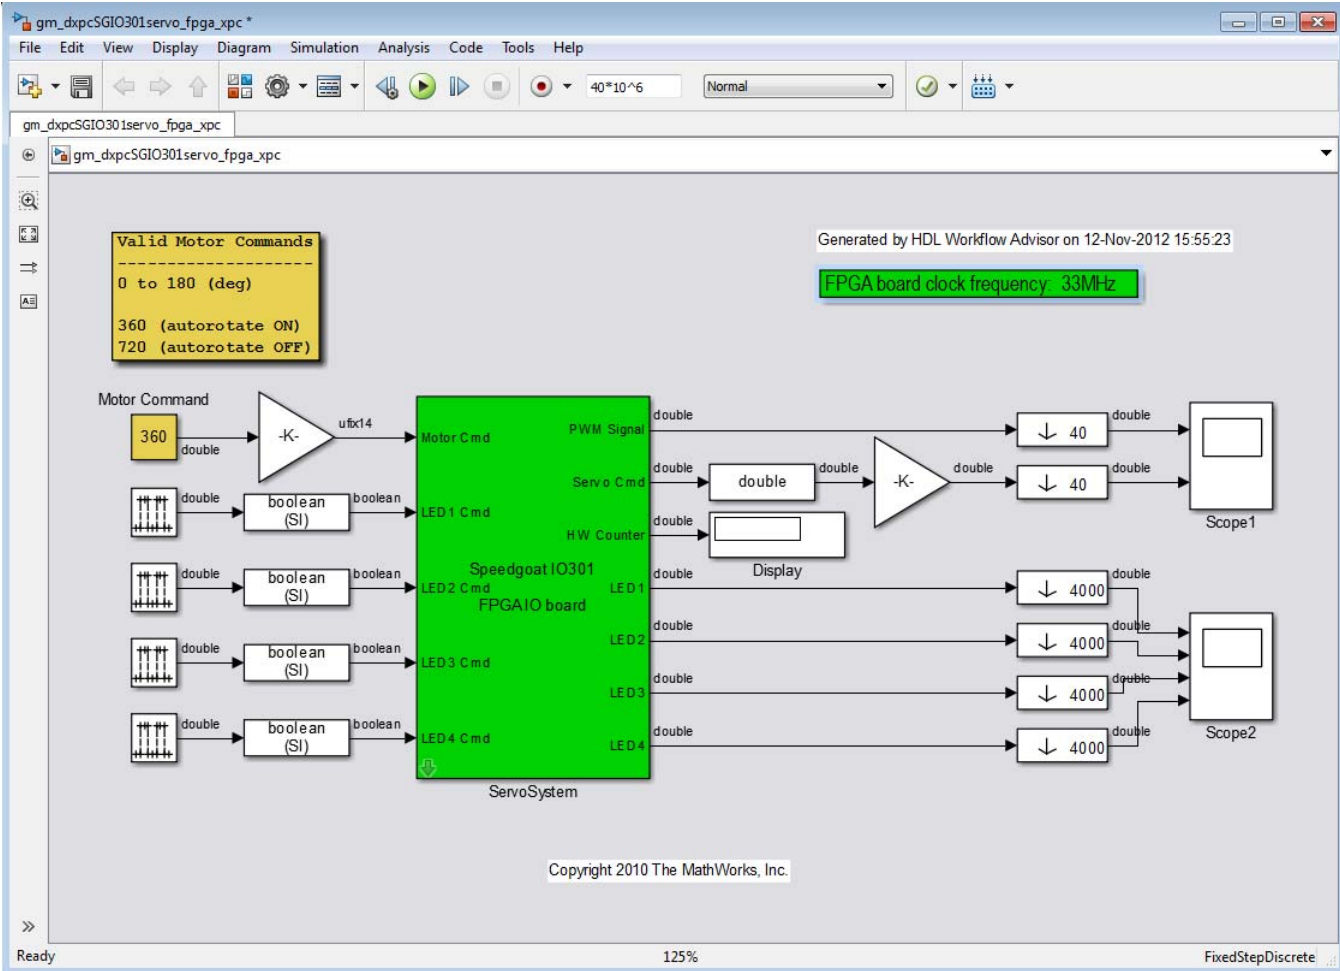 gm_dxpcSGIO301servo_fpga_xpc *
File Edit View Display Diagram Simulation Analysis Code Tools Help
40*10^6 Normal
gm_dxpcSGIO301servo_fpga_xpc
gm_dxpcSGIO301servo_fpga_xpc
Valid Motor Commands
--------------------
0 to 180 (deg)
360 (autorotate ON)
720 (autorotate OFF)
Generated by HDL Workflow Advisor on 12-Nov-2012 15:55:23
FPGA board clock frequency: 33MHz
Motor Command
360
double
-K-
ufix14
Motor Cmd
double
boolean
(SI)
boolean
LED1 Cmd
double
boolean
(SI)
boolean
LED2 Cmd
double
boolean
(SI)
boolean
LED3 Cmd
double
boolean
(SI)
boolean
LED4 Cmd
Speedgoat IO301
FPGA IO board
ServoSystem
PWM Signal
double
40
double
Servo Cmd
double
double
double
-K-
double
40
double
Scope1
HW Counter
double
Display
LED1
double
4000
double
LED2
double
4000
double
LED3
double
4000
double
LED4
double
4000
double
Scope2
Copyright 2010 The MathWorks, Inc.
Ready 125% FixedStepDiscrete